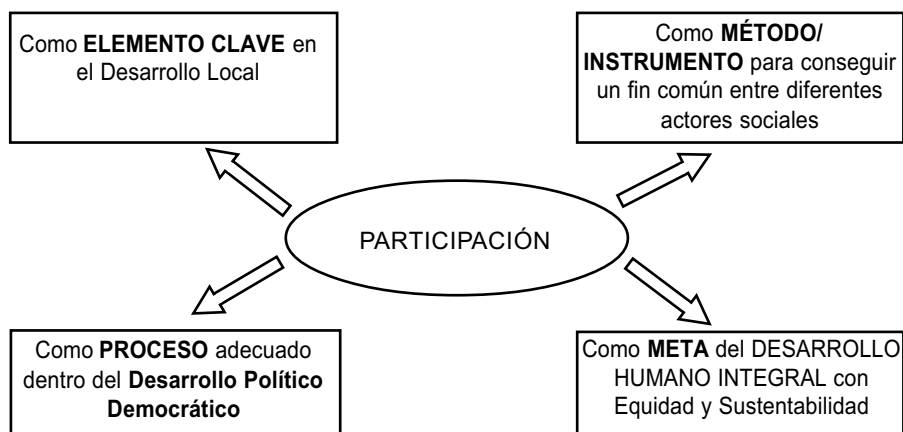 Como ELEMENTO CLAVE en
el Desarrollo Local
Como MÉTODO/
INSTRUMENTO para conseguir
un fin común entre diferentes
actores sociales
PARTICIPACIÓN
Como PROCESO adecuado
dentro del Desarrollo Político
Democrático
Como META del DESARROLLO
HUMANO INTEGRAL con
Equidad y Sustentabilidad